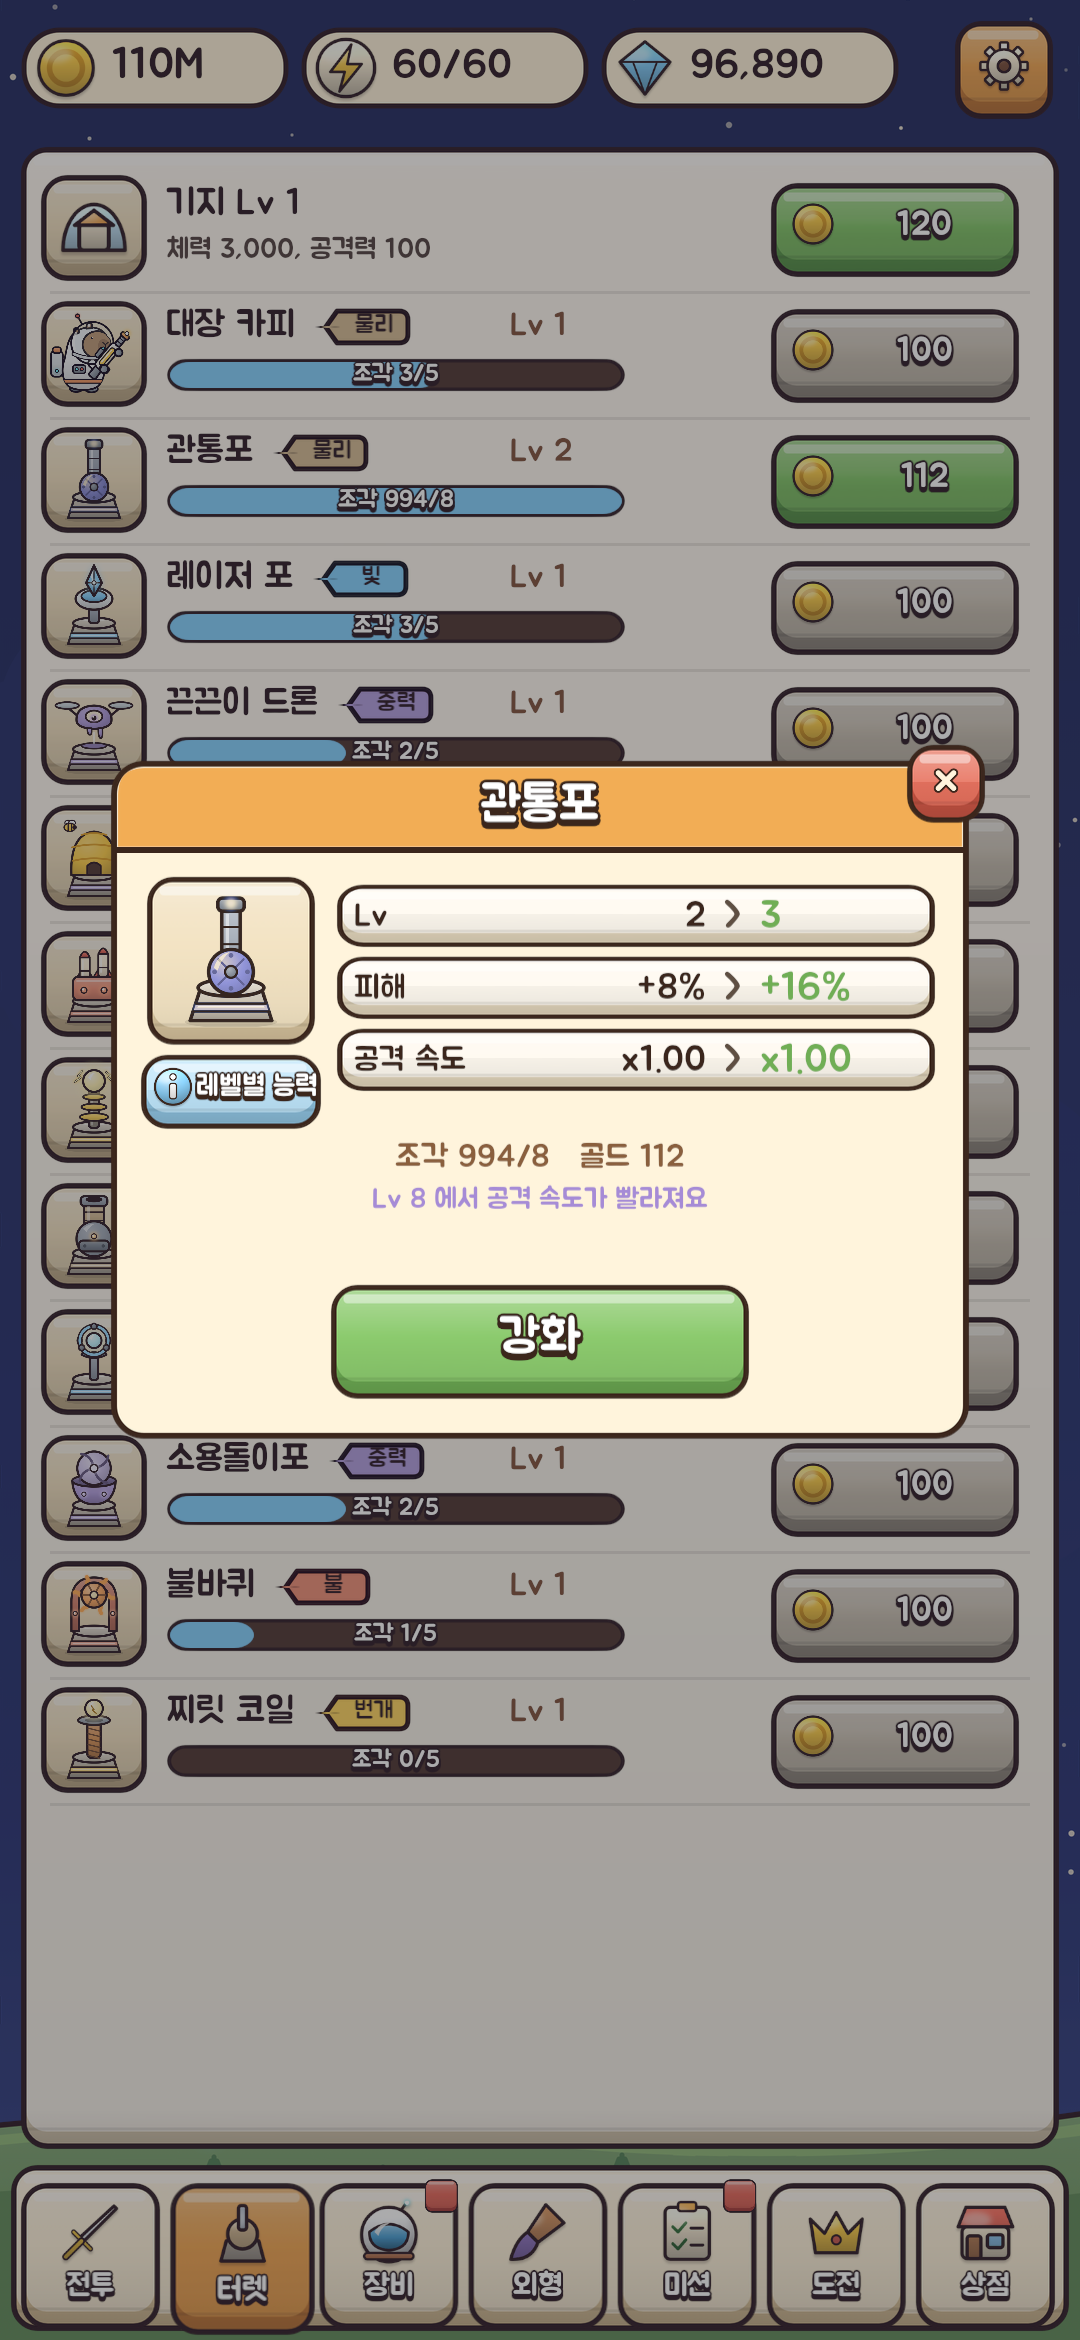 110M
60/60
96,890
기지 Lv 1
체력 3,000, 공격력 100
120
대장 카피
물리
Lv 1
조각 3/5
100
관통포
물리
Lv 2
조각 994/8
112
레이저 포
빛
Lv 1
조각 3/5
100
끈끈이 드론
중력
Lv 1
조각 2/5
100
관통포
Lv 2 3
피해 +8% +16%
공격 속도 x1.00 x1.00
레벨별 능력
조각 994/8 골드 112
Lv 8 에서 공격 속도가 빨라져요
강화
소용돌이포
중력
Lv 1
조각 2/5
100
불바퀴
불
Lv 1
조각 1/5
100
찌릿 코일
번개
Lv 1
조각 0/5
100
전투
터렛
장비
외형
미션
도전
상점